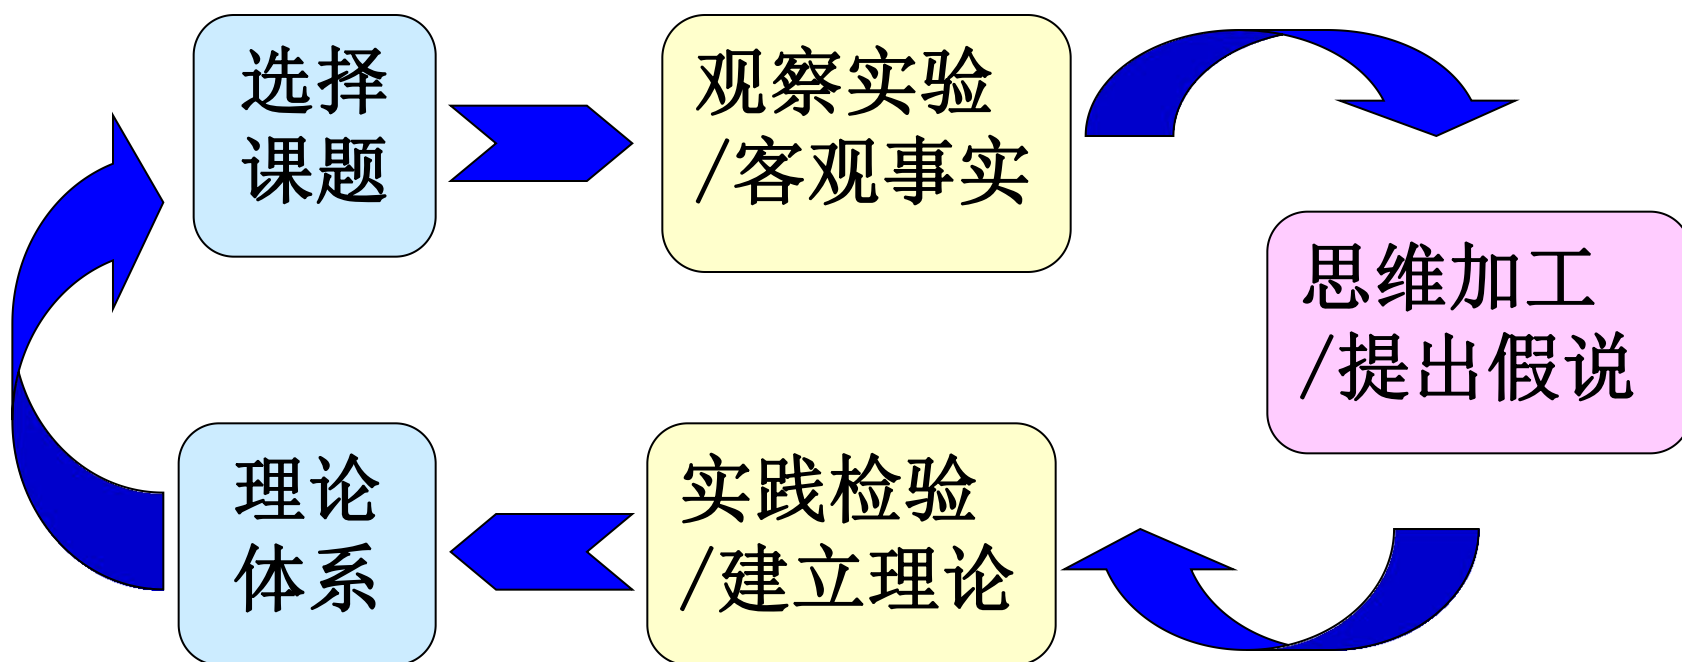 选择
课题
观察实验
/客观事实
思维加工
/提出假说
实践检验
/建立理论
理论
体系